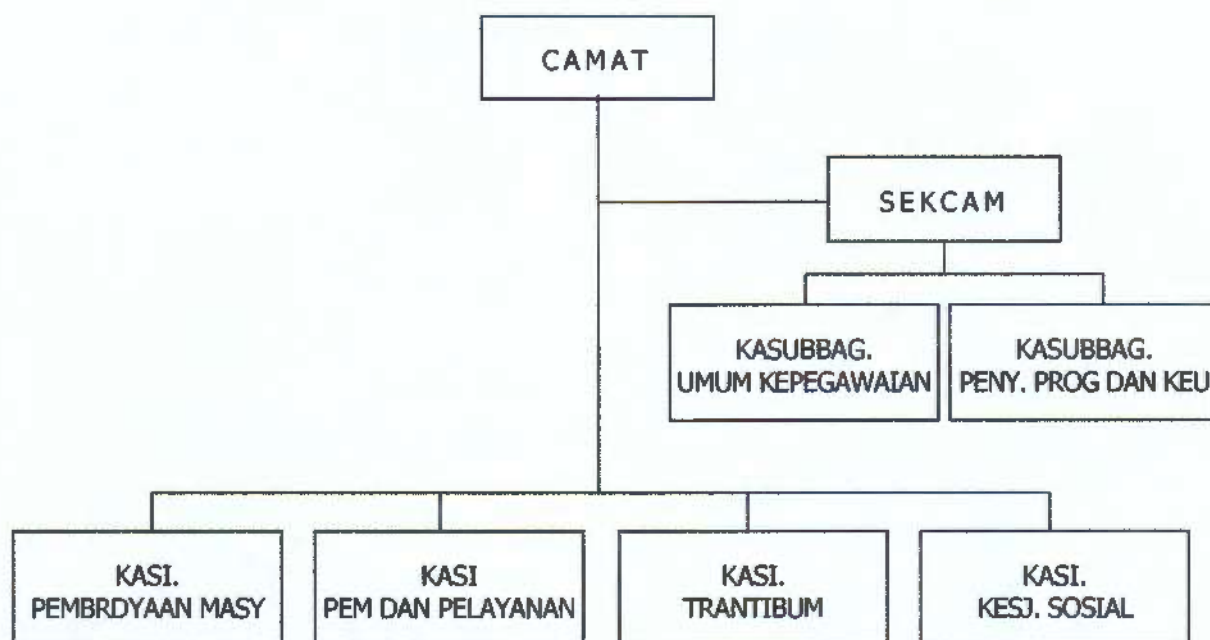 CAMAT
SEKCAM
KASUBBAG.
UMUM KEPEGAWAIAN
KASUBBAG.
PENY. PROG DAN KEU
KASI.
PEMBRDYAAN MASY
KASI
PEM DAN PELAYANAN
KASI.
TRANTIBUM
KASI.
KESJ. SOSIAL